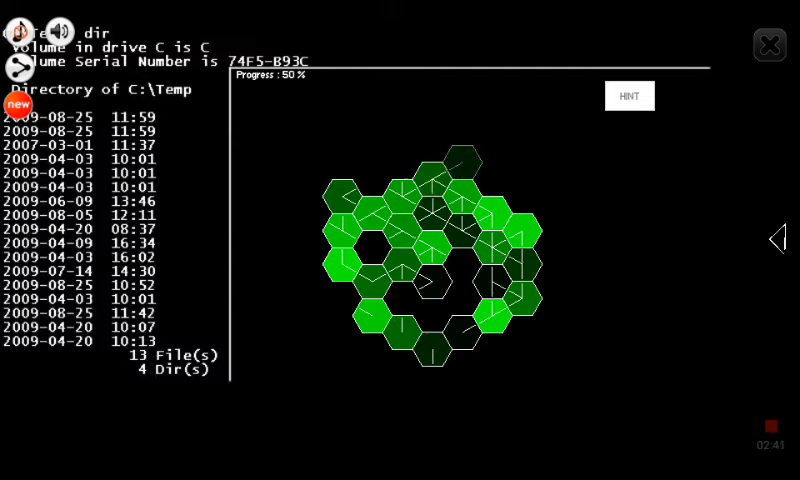 dir
Volume in drive C is C
Volume Serial Number is 74F5-B93C
Directory of C:\Temp
new
2009-08-25 11:59
2009-08-25 11:59
2007-03-01 11:37
2009-04-03 10:01
2009-04-03 10:01
2009-04-03 10:01
2009-06-09 13:46
2009-08-05 12:11
2009-04-20 08:37
2009-04-09 16:34
2009-04-03 16:02
2009-07-14 14:30
2009-08-25 10:52
2009-04-03 10:01
2009-08-25 11:42
2009-04-20 10:07
2009-04-20 10:13
13 File(s)
4 Dir(s)
Progress : 50 %
HINT
02:41